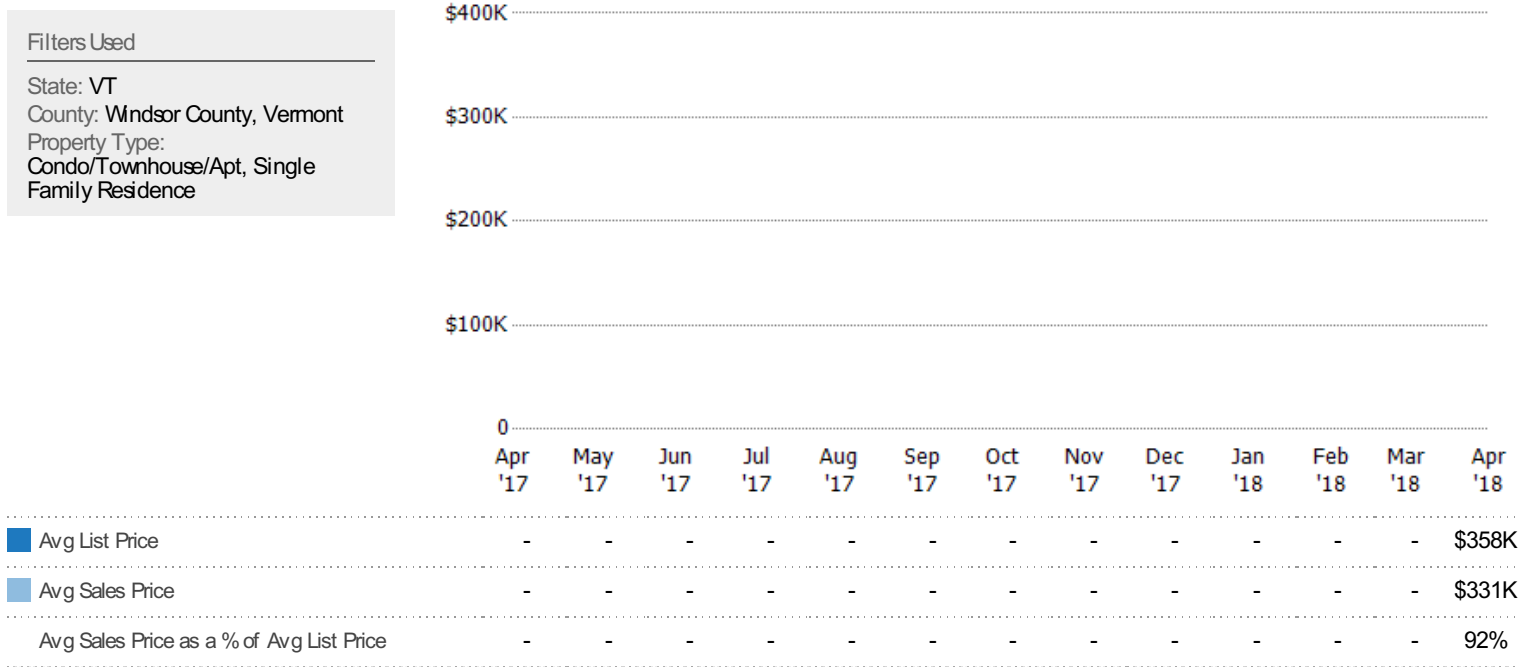 Filters Used
State: VT
County: Windsor County, Vermont
Property Type:
Condo/Townhouse/Apt, Single
Family Residence
$400K
$300K
$200K
$100K
0
Apr May Jun Jul Aug Sep Oct Nov Dec Jan Feb Mar Apr
'17 '17 '17 '17 '17 '17 '17 '17 '17 '18 '18 '18 '18
Avg List Price - - - - - - - - - - - - $358K
Avg Sales Price - - - - - - - - - - - - $331K
Avg Sales Price as a % of Avg List Price - - - - - - - - - - - - 92%